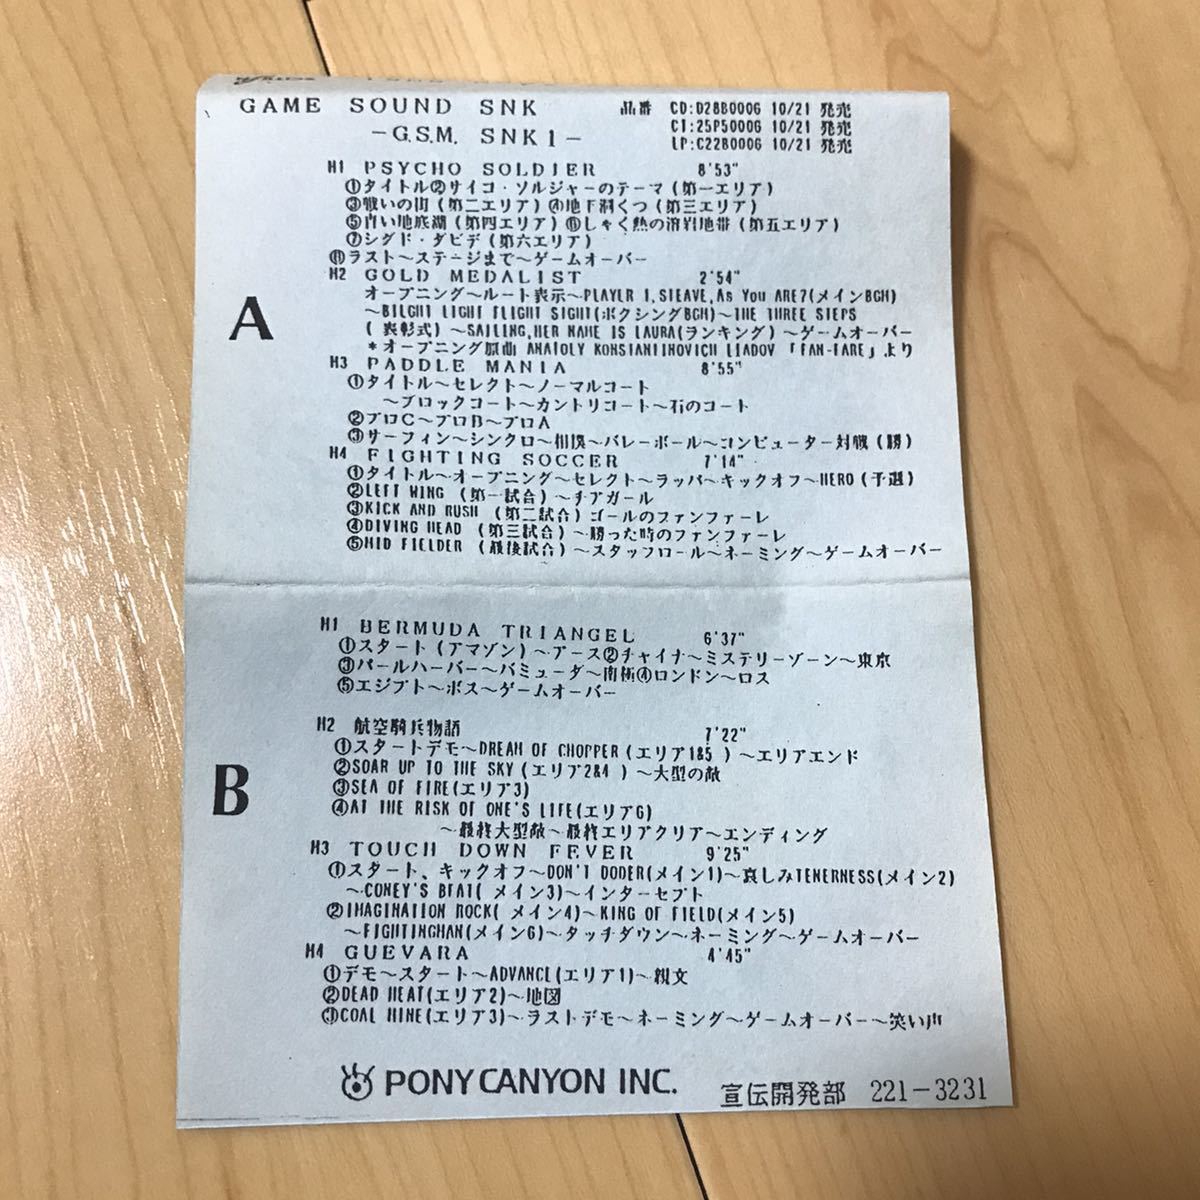 GAME SOUND SNK 品番 CD:D28B0006 10/21 発売
-G.S.M. SNK 1- CT:25P50006 10/21 発売
LP:C22B0006 10/21 発売
A
M1 PSYCHO SOLDIER 8'53"
①タイトル②サイコ・ソルジャーのテーマ(第一エリア)
③戦いの街(第二エリア)④地下洞くつ(第三エリア)
⑤青い地底湖(第四エリア)⑥しゃく熱の溶岩地帯(第五エリア)
⑦シグド・ダビデ(第六エリア)
⑧ラスト〜ステージまで〜ゲームオーバー
M2 GOLD MEDALIST 2'54"
オープニング〜ルート表示〜PLAYER 1,STEAVE,As You ARE?(メインBGM)
〜BILGHT LIGHT FLIGHT SIGHT(ボクシングBGM)〜THE THREE STEPS
(表彰式)〜SAILING,HER NAME IS LAURA(ランキング)〜ゲームオーバー
*オープニング原曲 ANATOLY KONSTANTINOVICH LIADOV「FAN-FARE」より
M3 PADDLE MANIA 8'55"
①タイトル〜セレクト〜ノーマルコート
〜ブロックコート〜カントリコート〜石のコート
②プロC〜プロB〜プロA
③サーフィン〜シンクロ〜相撲〜バレーボール〜コンピューター対戦(勝)
M4 FIGHTING SOCCER 7'14"
①タイトル〜オープニング〜セレクト〜ラッパ〜キックオフ〜HERO(予選)
②LEFT WING (第一試合)〜チアガール
③KICK AND RUSH (第二試合)ゴールのファンファーレ
④DIVING HEAD (第三試合)〜勝った時のファンファーレ
⑤MID FIELDER (最後試合)〜スタッフロール〜ネーミング〜ゲームオーバー
B
M1 BERMUDA TRIANGEL 6'37"
①スタート(アマゾン)〜アース②チャイナ〜ミステリーゾーン〜東京
③パールハーバー〜バミューダ〜南極④ロンドン〜ロス
⑤エジプト〜ボス〜ゲームオーバー
M2 航空騎兵物語 7'22"
①スタートデモ〜DREAM OF CHOPPER(エリア1&5 )〜エリアエンド
②SOAR UP TO THE SKY(エリア2&4 )〜大型の敵
③SEA OF FIRE(エリア3)
④AT THE RISK OF ONE'S LIFE(エリア6)
〜最終大型敵〜最終エリアクリア〜エンディング
M3 TOUCH DOWN FEVER 9'25"
①スタート、キックオフ〜DON'T DODER(メイン1)〜哀しみTENERNESS(メイン2)
〜CONEY'S BEAT( メイン3)〜インターセプト
②IMAGINATION ROCK( メイン4)〜KING OF FIELD(メイン5)
〜FIGHTINGMAN(メイン6)〜タッチダウン〜ネーミング〜ゲームオーバー
M4 GUEVARA 4'45"
①デモ〜スタート〜ADVANCE(エリア1)〜親文
②DEAD HEAT(エリア2)〜地図
③COAL MINE(エリア3)〜ラストデモ〜ネーミング〜ゲームオーバー〜笑い声
PONY CANYON INC. 宣伝開発部 221-3231